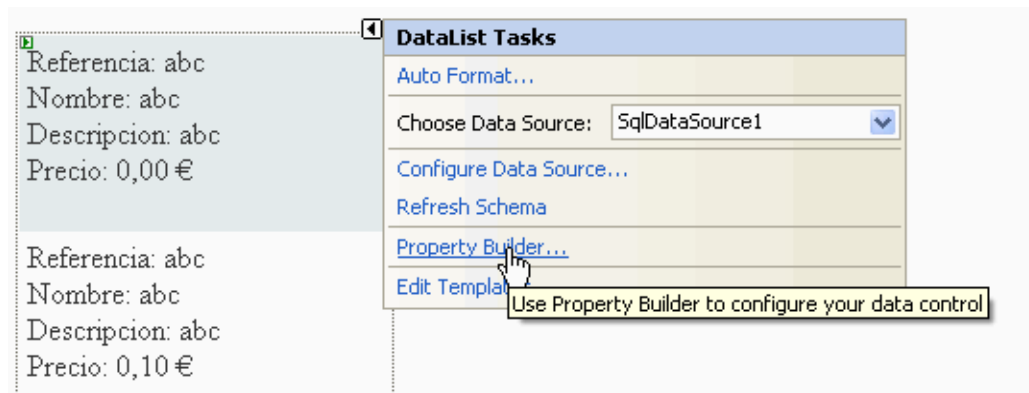 Referencia: abc
Nombre: abc
Descripcion: abc
Precio: 0,00 €
Referencia: abc
Nombre: abc
Descripcion: abc
Precio: 0,10 €
DataList Tasks
Auto Format...
Choose Data Source: SqlDataSource1
Configure Data Source...
Refresh Schema
Property Builder...
Edit Templa
Use Property Builder to configure your data control